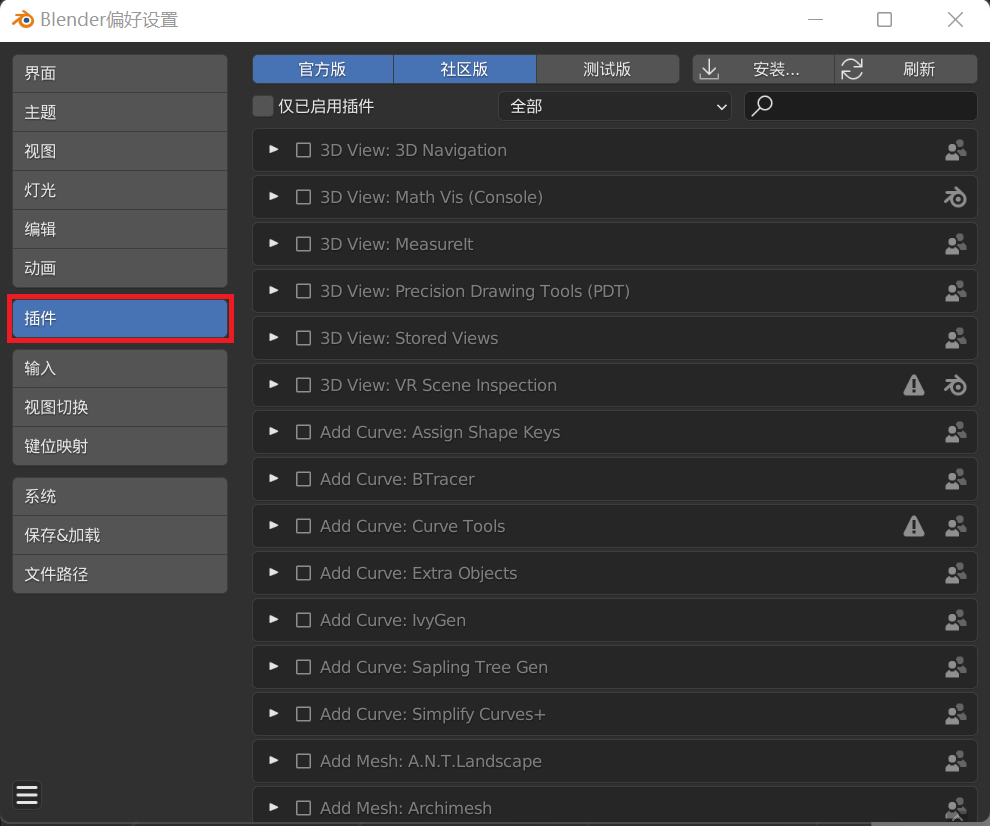 Blender偏好设置
界面
主题
视图
灯光
编辑
动画
插件
输入
视图切换
键位映射
系统
保存&加载
文件路径
官方版 社区版 测试版 安装... 刷新
仅已启用插件 全部
3D View: 3D Navigation
3D View: Math Vis (Console)
3D View: MeasureIt
3D View: Precision Drawing Tools (PDT)
3D View: Stored Views
3D View: VR Scene Inspection
Add Curve: Assign Shape Keys
Add Curve: BTracer
Add Curve: Curve Tools
Add Curve: Extra Objects
Add Curve: IvyGen
Add Curve: Sapling Tree Gen
Add Curve: Simplify Curves+
Add Mesh: A.N.T.Landscape
Add Mesh: Archimesh